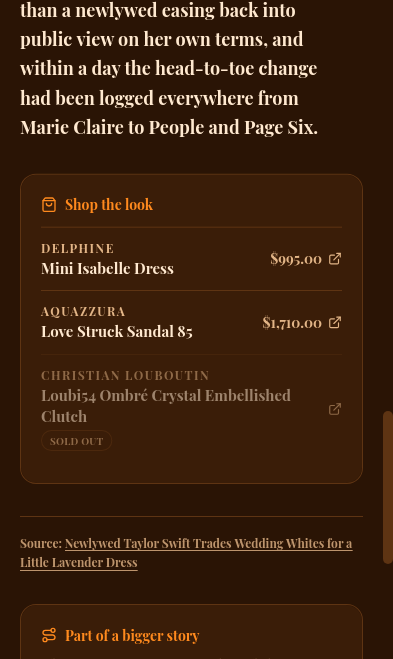 than a newlywed easing back into
public view on her own terms, and
within a day the head-to-toe change
had been logged everywhere from
Marie Claire to People and Page Six.
Shop the look
DELPHINE
Mini Isabelle Dress
$995.00
AQUAZZURA
Love Struck Sandal 85
$1,710.00
CHRISTIAN LOUBOUTIN
Loubi54 Ombré Crystal Embellished
Clutch
SOLD OUT
Source: Newlywed Taylor Swift Trades Wedding Whites for a
Little Lavender Dress
Part of a bigger story